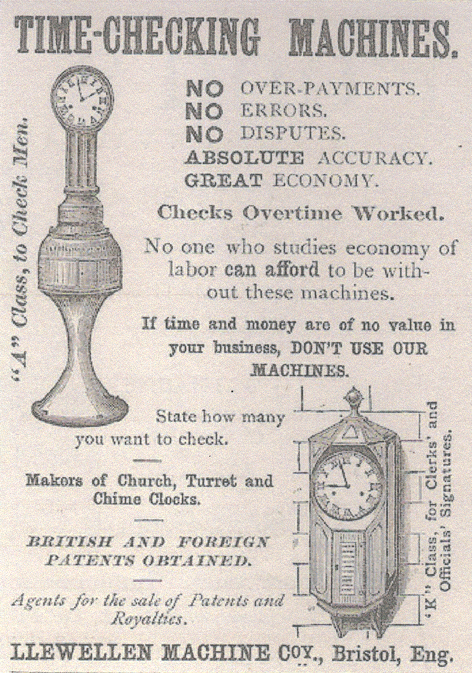 TIME-CHECKING MACHINES.
NO OVER-PAYMENTS.
NO ERRORS.
NO DISPUTES.
ABSOLUTE ACCURACY.
GREAT ECONOMY.
Checks Overtime Worked.
"A" Class, to Check Men.
No one who studies economy of
labor can afford to be with-
out these machines.
If time and money are of no value in
your business, DON'T USE OUR
MACHINES.
State how many
you want to check.
Makers of Church, Turret and
Chime Clocks.
BRITISH AND FOREIGN
PATENTS OBTAINED.
Agents for the sale of Patents and
Royalties.
"K" Class, for Clerks' and
Officials' Signatures.
LLEWELLEN MACHINE COY., Bristol, Eng.